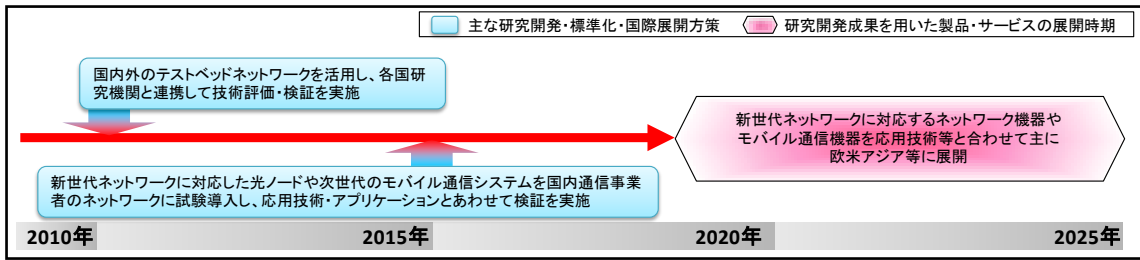 主な研究開発・標準化・国際展開方策
研究開発成果を用いた製品・サービスの展開時期
国内外のテストベッドネットワークを活用し、各国研
究機関と連携して技術評価・検証を実施
新世代ネットワークに対応するネットワーク機器や
モバイル通信機器を応用技術等と合わせて主に
欧米アジア等に展開
新世代ネットワークに対応した光ノードや次世代のモバイル通信システムを国内通信事業
者のネットワークに試験導入し、応用技術・アプリケーションとあわせて検証を実施
2010年
2015年
2020年
2025年